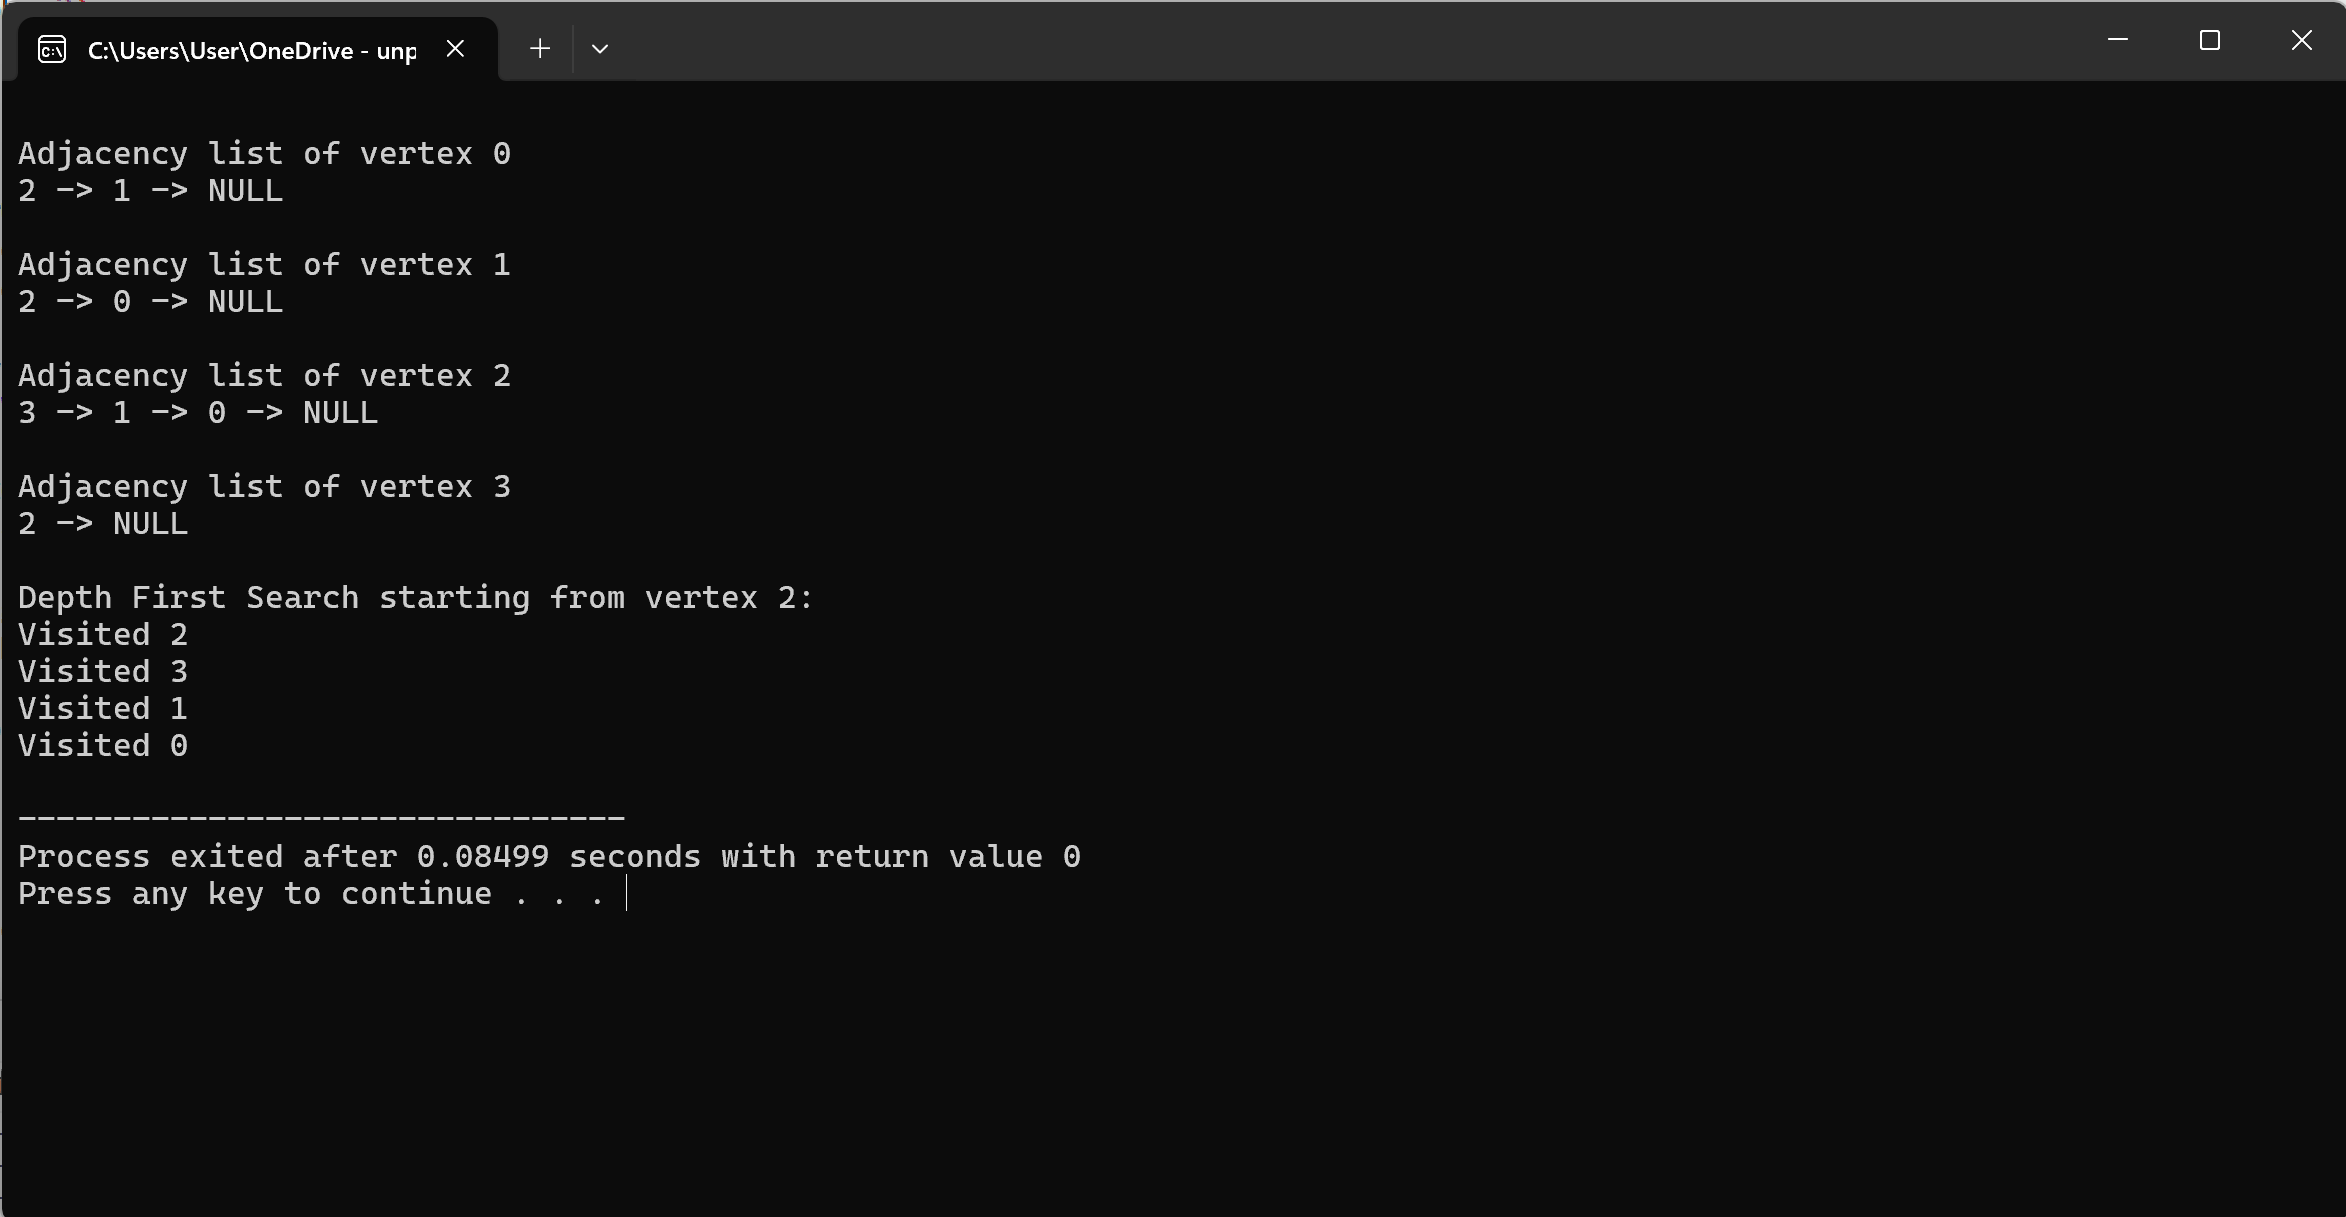 C:\Users\User\OneDrive - unp
Adjacency list of vertex 0
2 -> 1 -> NULL
Adjacency list of vertex 1
2 -> 0 -> NULL
Adjacency list of vertex 2
3 -> 1 -> 0 -> NULL
Adjacency list of vertex 3
2 -> NULL
Depth First Search starting from vertex 2:
Visited 2
Visited 3
Visited 1
Visited 0
--------------------------------
Process exited after 0.08499 seconds with return value 0
Press any key to continue . . .